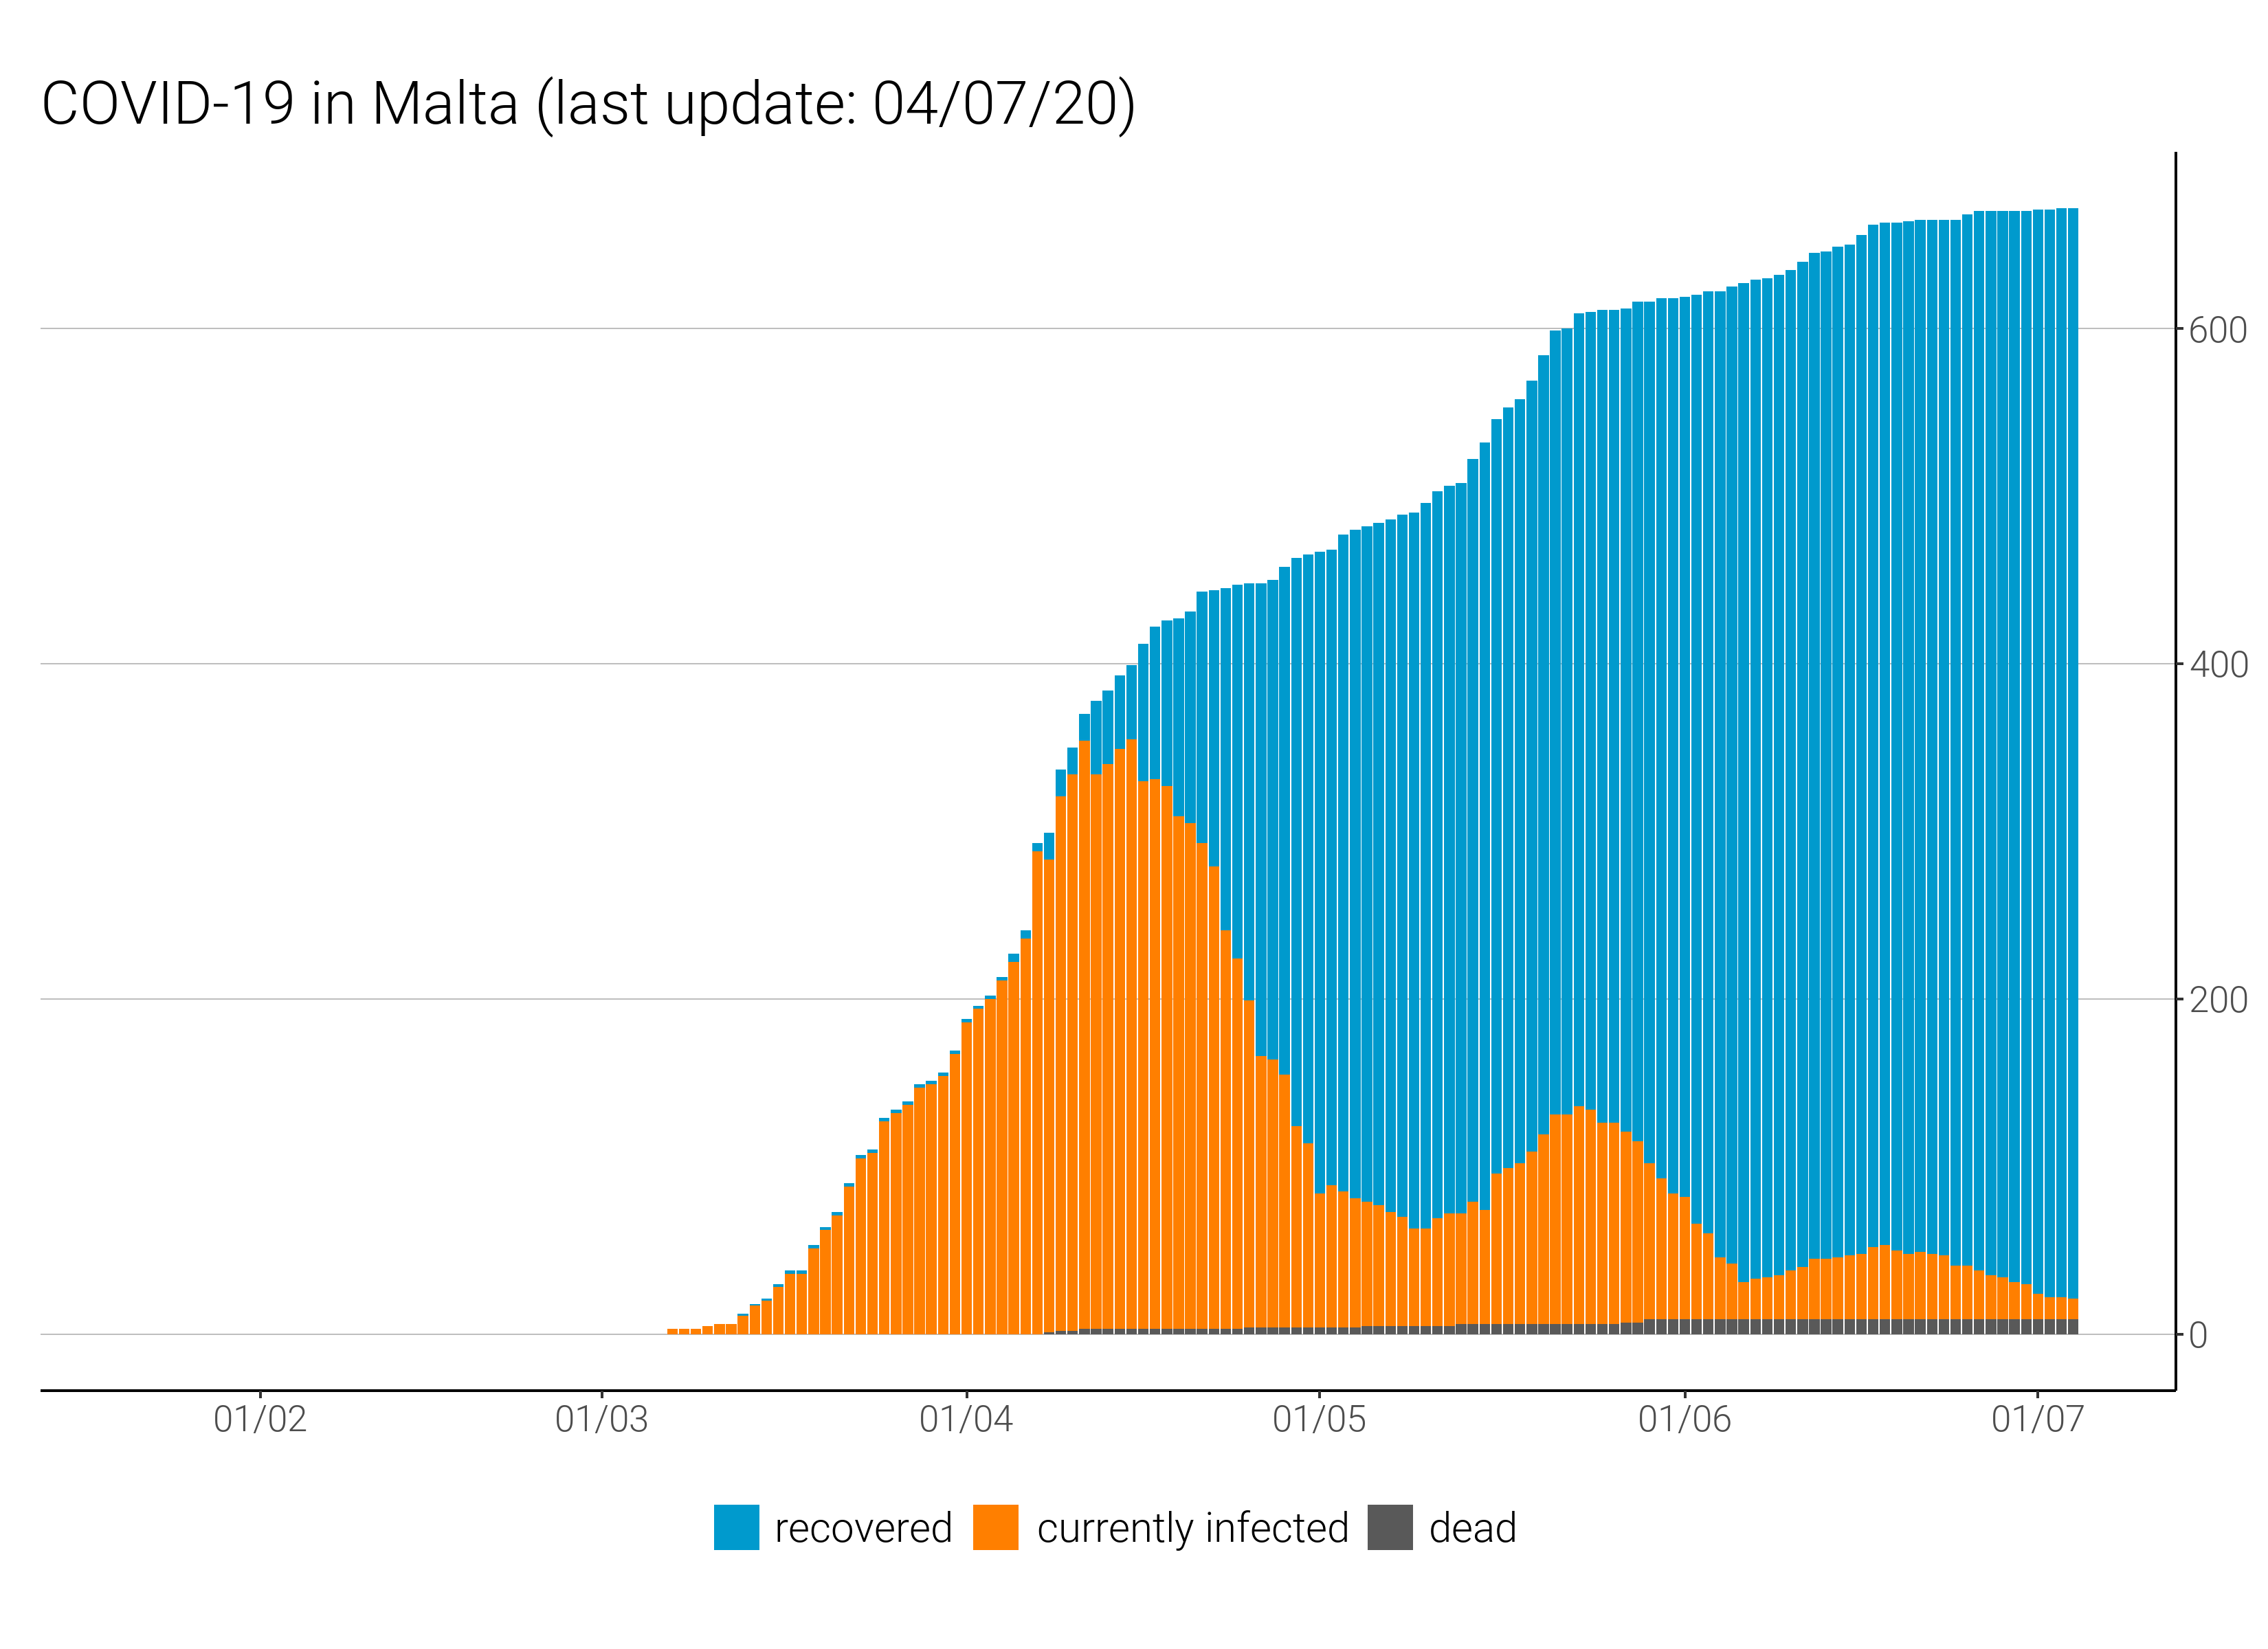 COVID-19 in Malta (last update: 04/07/20)
600
400
200
0
01/02 01/03 01/04 01/05 01/06 01/07
recovered currently infected dead